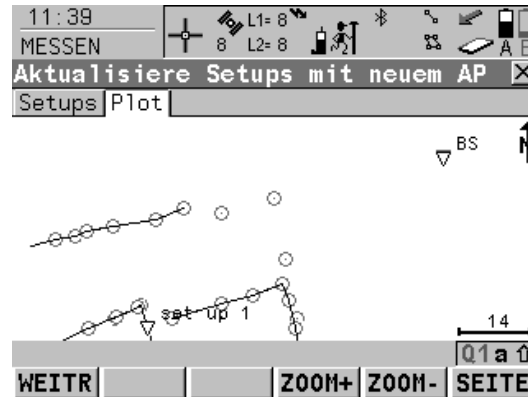 11:39
MESSEN
L1= 8
8 L2= 8
A B
Aktualisiere Setups mit neuem AP
Setups Plot
BS N
set up 1
14
Q1 a
WEITR ZOOM+ ZOOM- SEITE